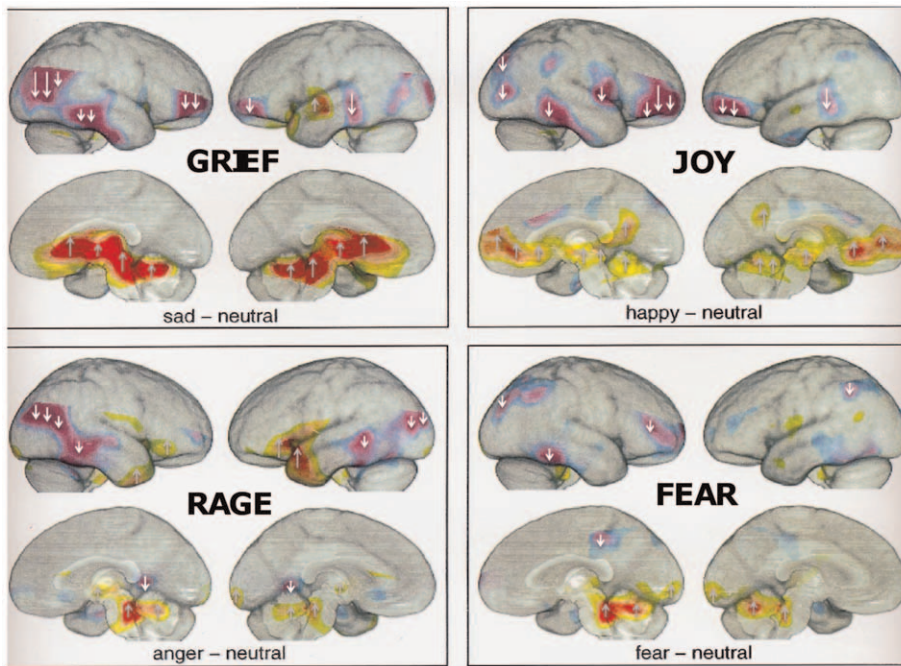 GRIEF
sad – neutral
JOY
happy – neutral
RAGE
anger – neutral
FEAR
fear – neutral